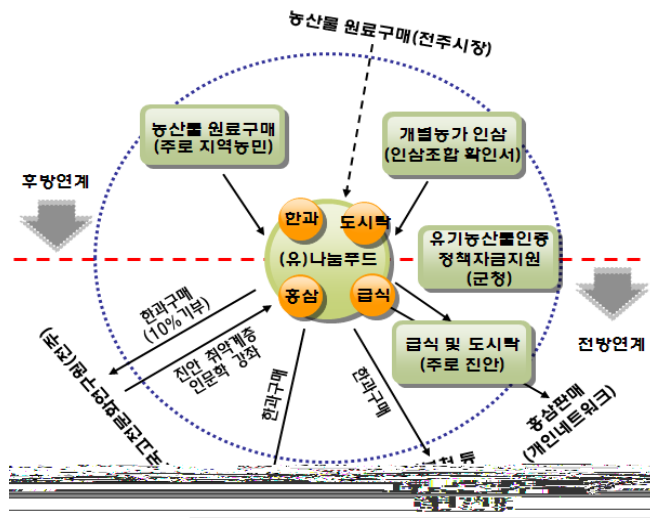 농산물 원료구매(전주시장)
농산물 원료구매
(주로 지역농민)
개별농가 인삼
(인삼조합 확인서)
후방연계
한과
도시락
(유)나눔푸드
유기농산물인증
정책자금지원
(군청)
홍삼
급식
한과구매
(10%기부)
진안 취약계층
인문학 강좌
한과구매
한과구매
급식 및 도시락
(주로 진안)
전방연계
홍삼판매
(개인네트워크)
등